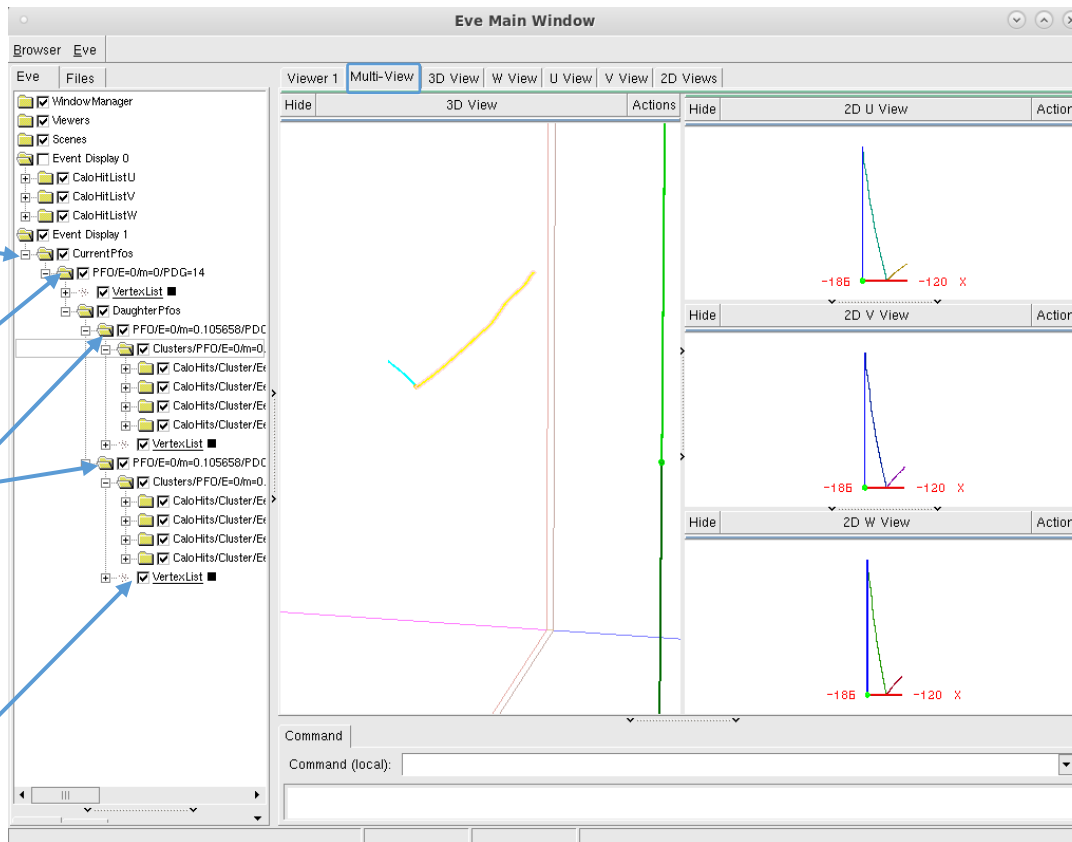 Eve Main Window
Browser Eve
Eve Files
WindowManager
Viewers
Scenes
Event Display 0
CaloHitListU
CaloHitListV
CaloHitListW
Event Display 1
CurrentPfos
PFO/E=0/m=0/PDG=14
VertexList
DaughterPfos
PFO/E=0/m=0.105658/PDG
Clusters/PFO/E=0/m=0.
CaloHits/Cluster/Ee
CaloHits/Cluster/Ee
CaloHits/Cluster/Ee
CaloHits/Cluster/Ee
VertexList
PFO/E=0/m=0.105658/PDG
Clusters/PFO/E=0/m=0.
CaloHits/Cluster/Ee
CaloHits/Cluster/Ee
CaloHits/Cluster/Ee
CaloHits/Cluster/Ee
VertexList
Viewer 1 Multi-View 3D View W View U View V View 2D Views
Hide 3D View Actions
Hide 2D U View Action
-186 -120 X
Hide 2D V View Action
-186 -120 X
Hide 2D W View Action
-186 -120 X
Command
Command (local):